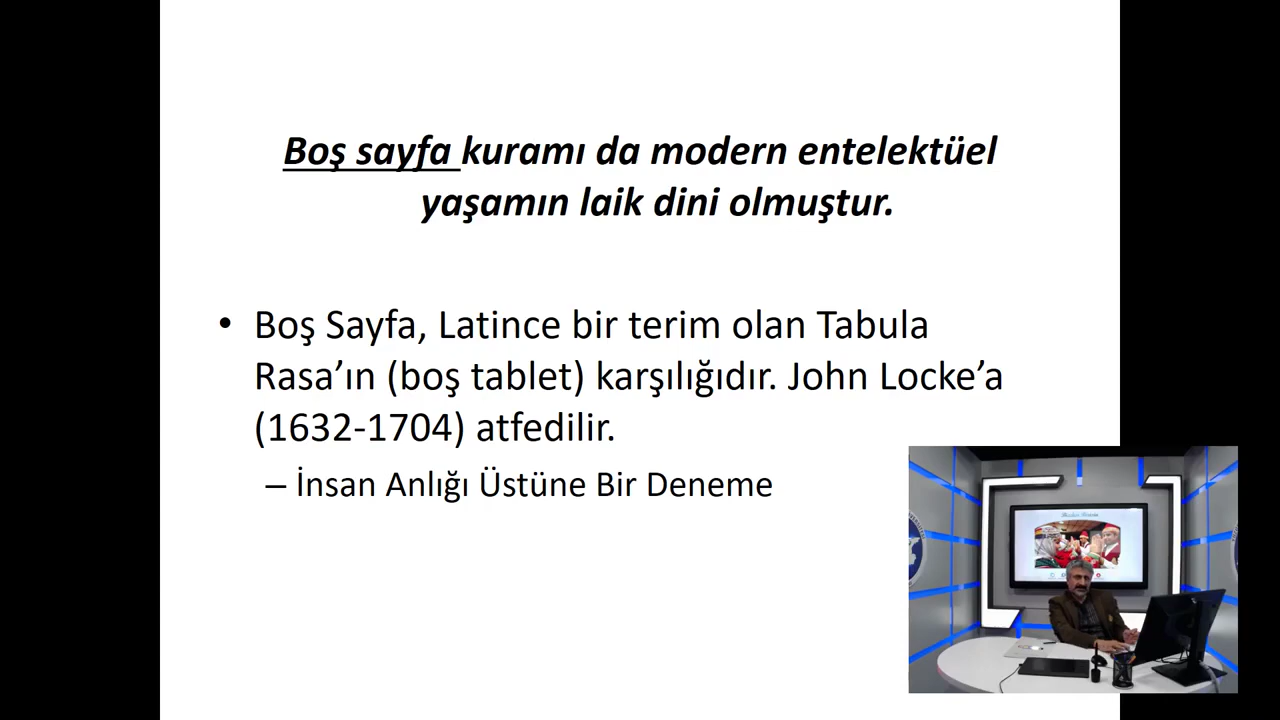 Boş sayfa kuramı da modern entelektüel
yaşamın laik dini olmuştur.
• Boş Sayfa, Latince bir terim olan Tabula
Rasa’ın (boş tablet) karşılığıdır. John Locke’a
(1632-1704) atfedilir.
– İnsan Anlığı Üstüne Bir Deneme